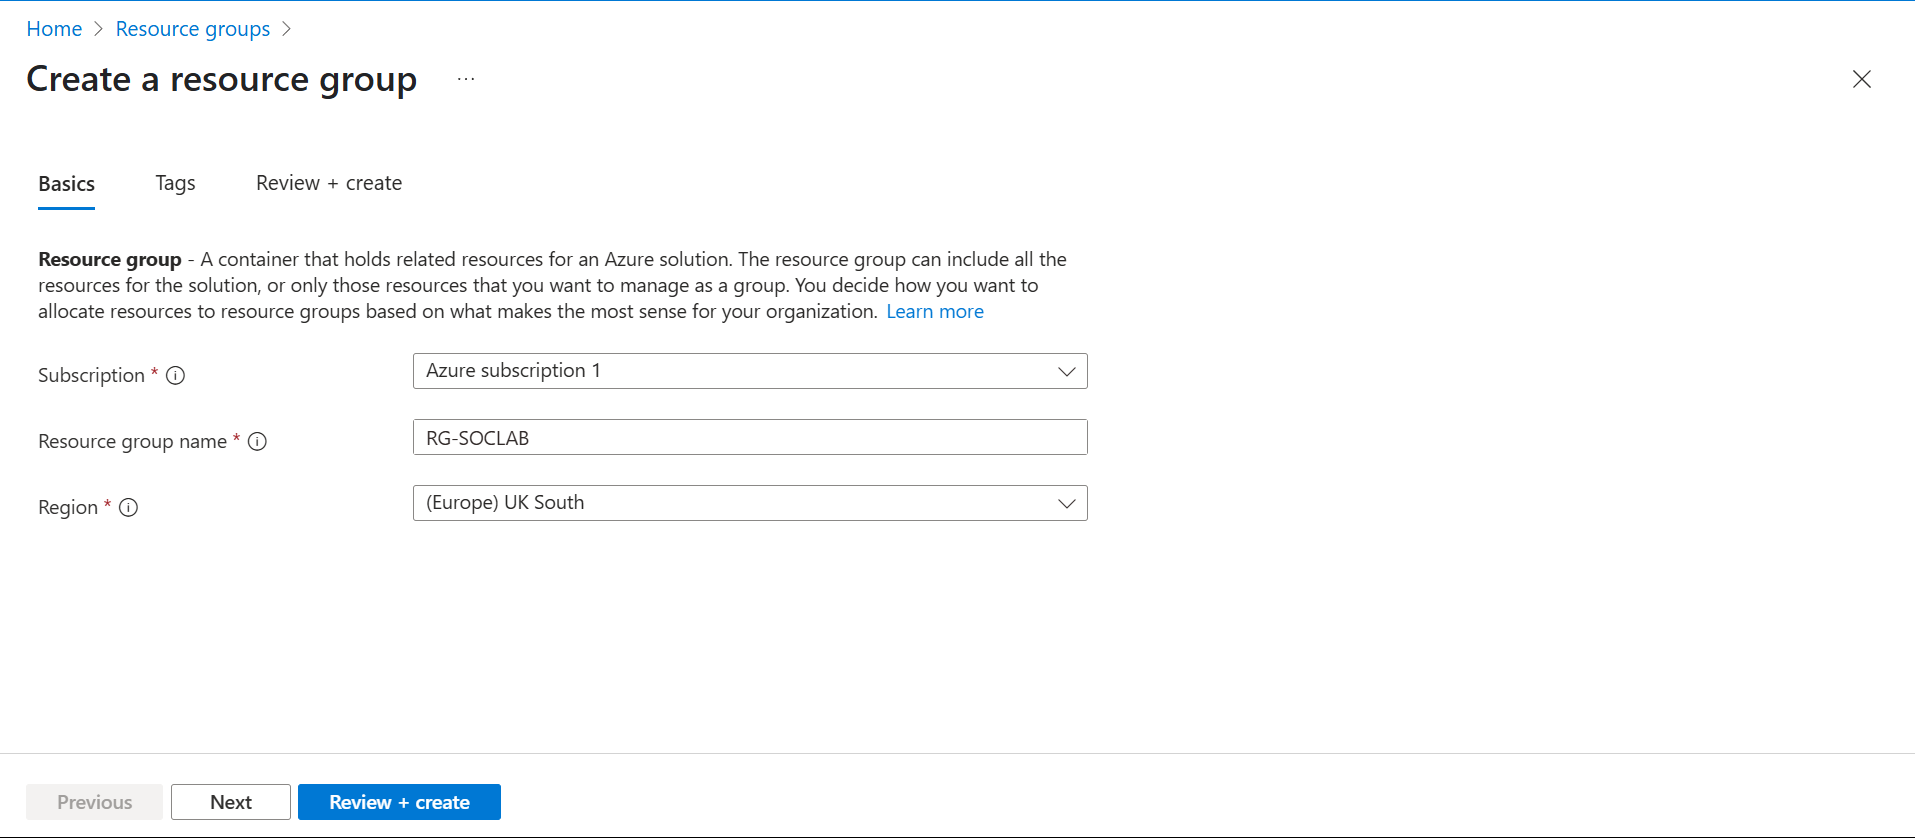 Home > Resource groups >
Create a resource group ...
Basics Tags Review + create
Resource group - A container that holds related resources for an Azure solution. The resource group can include all the
resources for the solution, or only those resources that you want to manage as a group. You decide how you want to
allocate resources to resource groups based on what makes the most sense for your organization. Learn more
Subscription * Azure subscription 1
Resource group name * RG-SOCLAB
Region * (Europe) UK South
Previous Next Review + create